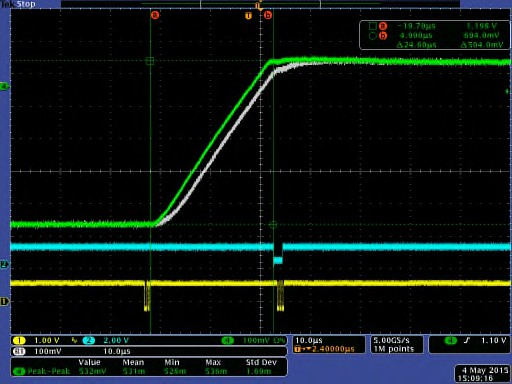 Tek Stop
a
T
b
a -19.70µs 1.198 V
b 4.900µs 694.0mV
Δ24.60µs Δ504.0mV
4
2
1
1 1.00 V 2 2.00 V 4 100mV
R1 100mV 10.0µs
10.0µs
T→▾2.40000µs
5.00GS/s
1M points
4 1.10 V
Value Mean Min Max Std Dev
4 Peak-Peak 532mV 531m 528m 536m 1.69m
4 May 2015
15:09:16